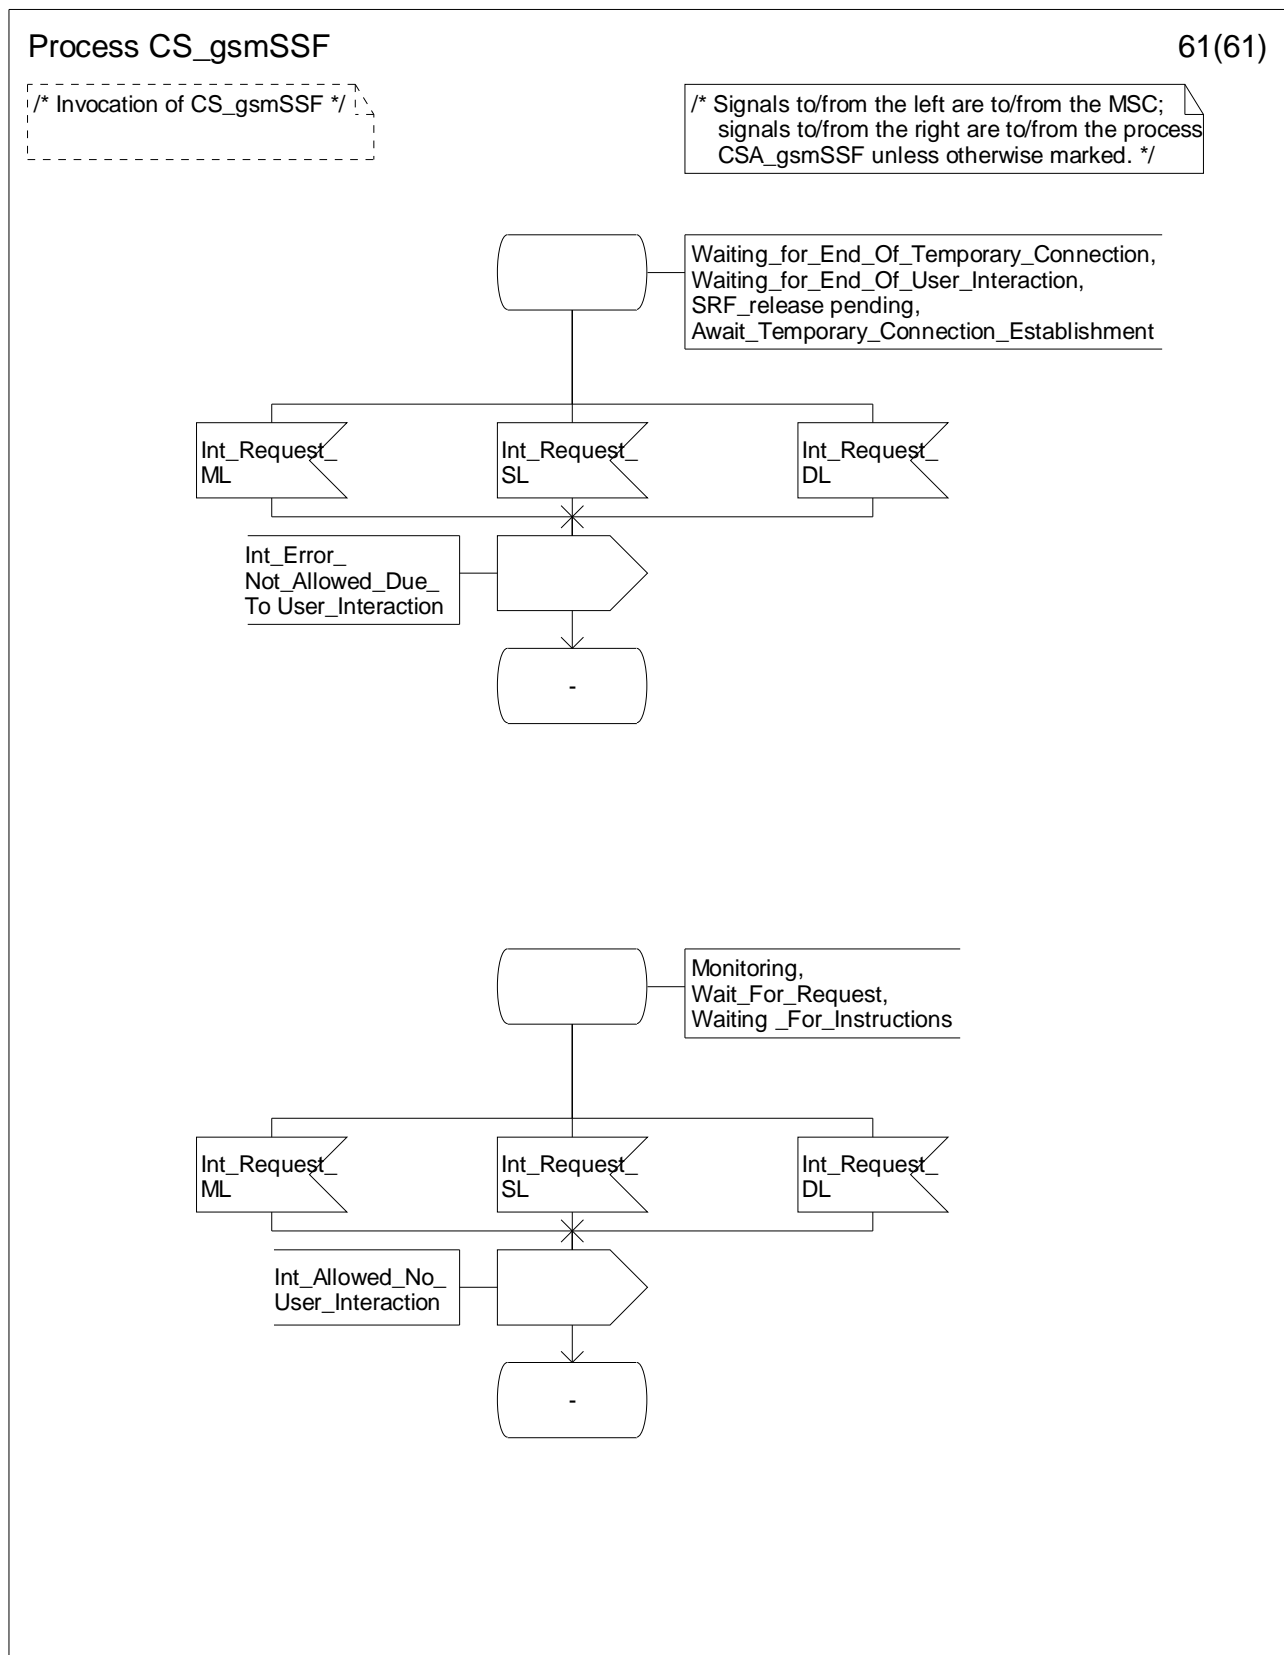 Process CS_gsmSSF
61(61)
/* Invocation of CS_gsmSSF */
/* Signals to/from the left are to/from the MSC;
signals to/from the right are to/from the process
CSA_gsmSSF unless otherwise marked. */
Waiting_for_End_Of_Temporary_Connection,
Waiting_for_End_Of_User_Interaction,
SRF_release pending,
Await_Temporary_Connection_Establishment
Int_Request_
ML
Int_Request_
SL
Int_Request_
DL
Int_Error_
Not_Allowed_Due_
To User_Interaction
-
Monitoring,
Wait_For_Request,
Waiting _For_Instructions
Int_Request_
ML
Int_Request_
SL
Int_Request_
DL
Int_Allowed_No_
User_Interaction
-